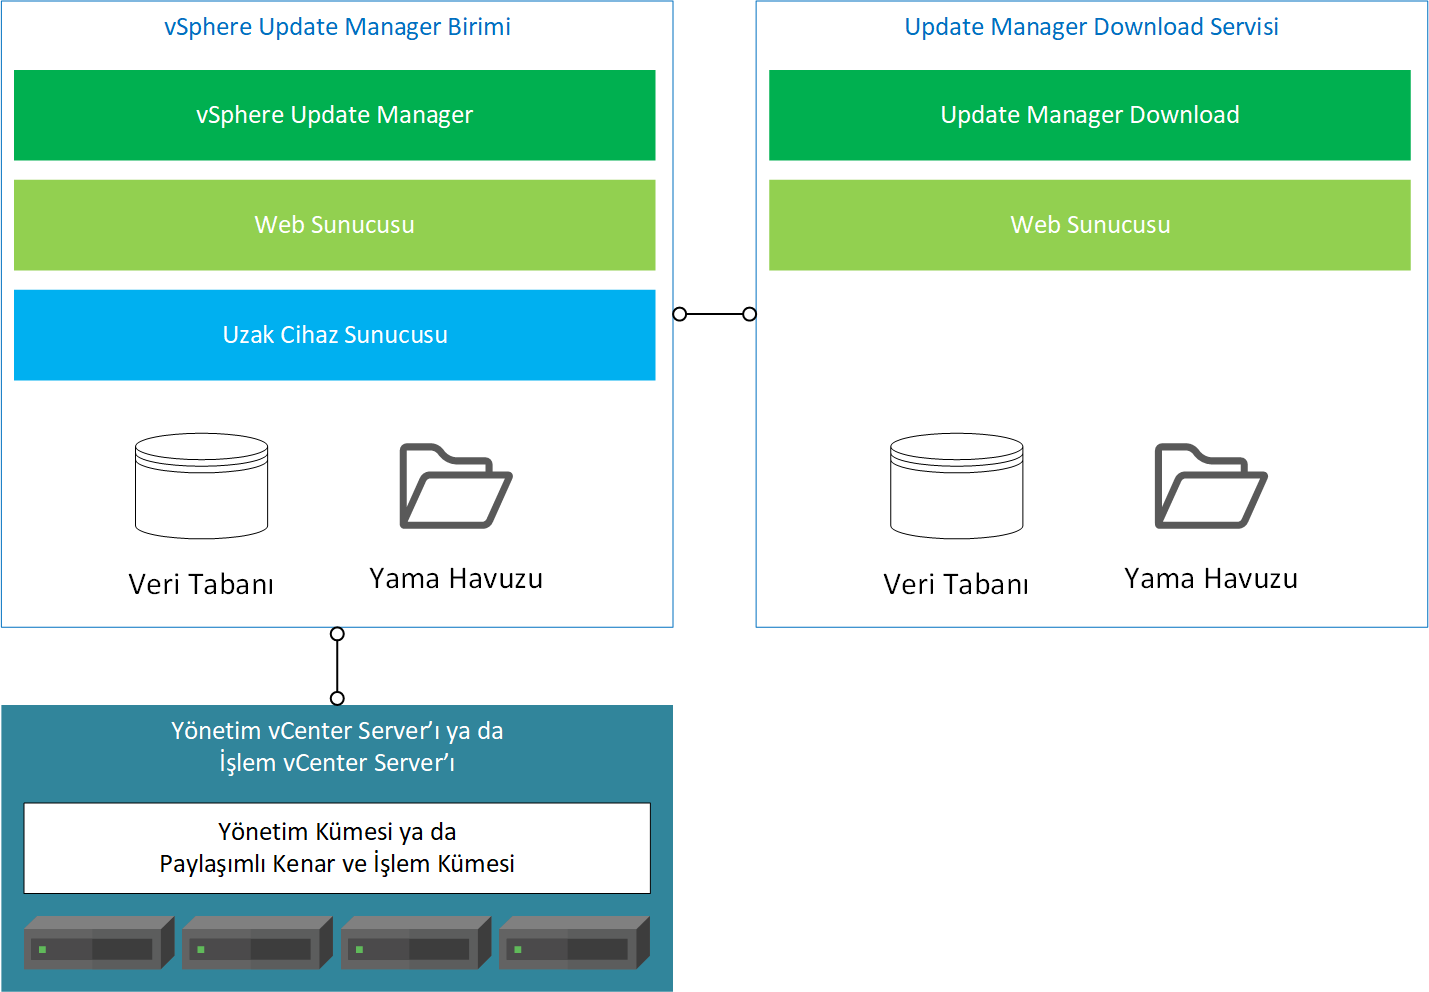 vSphere Update Manager Birimi
vSphere Update Manager
Web Sunucusu
Uzak Cihaz Sunucusu
Veri Tabanı
Yama Havuzu
Update Manager Download Servisi
Update Manager Download
Web Sunucusu
Veri Tabanı
Yama Havuzu
Yönetim vCenter Server’ı ya da
İşlem vCenter Server’ı
Yönetim Kümesi ya da
Paylaşımlı Kenar ve İşlem Kümesi